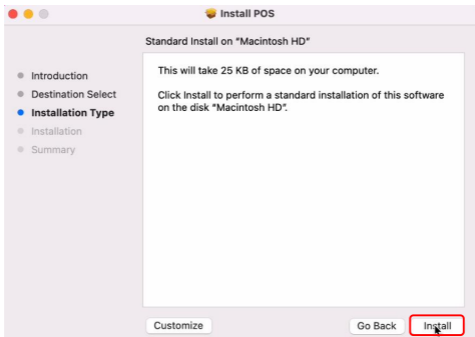 Install POS
Standard Install on "Macintosh HD"
Introduction
Destination Select
Installation Type
Installation
Summary
This will take 25 KB of space on your computer.
Click Install to perform a standard installation of this software
on the disk "Macintosh HD".
Customize
Go Back
Install